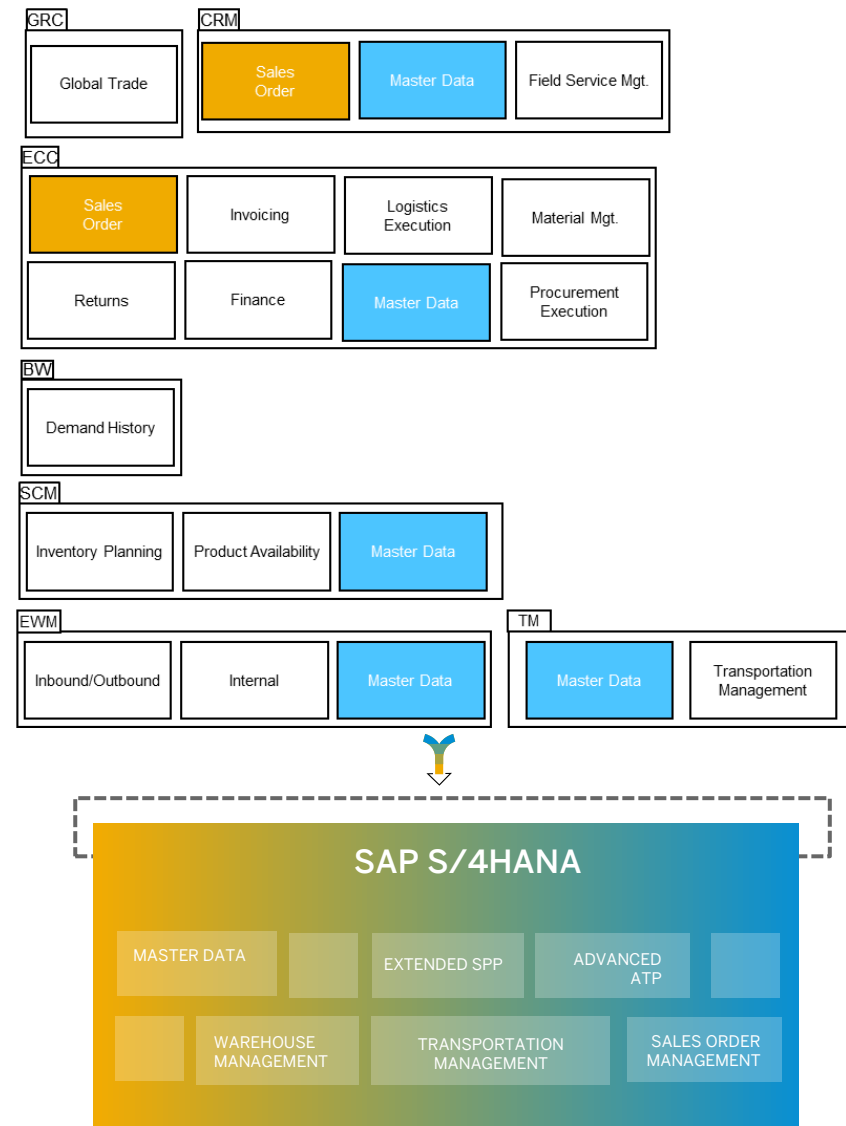 GRC
CRM
Global Trade
Sales
Order
Master Data
Field Service Mgt.
ECC
Sales
Order
Invoicing
Logistics
Execution
Material Mgt.
Returns
Finance
Master Data
Procurement
Execution
BW
Demand History
SCM
Inventory Planning
Product Availability
Master Data
EWM
TM
Inbound/Outbound
Internal
Master Data
Master Data
Transportation
Management
SAP S/4HANA
MASTER DATA
EXTENDED SPP
ADVANCED
ATP
WAREHOUSE
MANAGEMENT
TRANSPORTATION
MANAGEMENT
SALES ORDER
MANAGEMENT